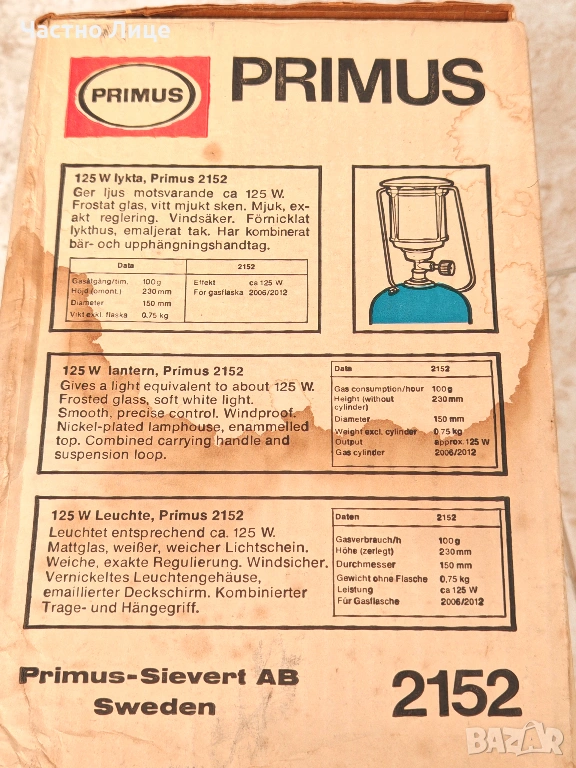 Частно Лице
PRIMUS
PRIMUS
125 W lykta, Primus 2152
Ger ljus motsvarande ca 125 W.
Frostat glas, vitt mjukt sken. Mjuk, ex-
akt reglering. Vindsäker. Förnicklat
lykthus, emaljerat tak. Har kombinerat
bär- och upphängningshandtag.
Data 2152
Gasåtgång/tim. 100 g Effekt ca 125 W
Höjd (omont.) 230 mm För gasflaska 2006/2012
Diameter 150 mm
Vikt exkl. flaska 0,75 kg
125 W lantern, Primus 2152
Gives a light equivalent to about 125 W.
Frosted glass, soft white light.
Smooth, precise control. Windproof.
Nickel-plated lamphouse, enammelled
top. Combined carrying handle and
suspension loop.
Data 2152
Gas consumption/hour 100 g
Height (without 230 mm
cylinder)
Diameter 150 mm
Weight excl. cylinder 0,75 kg
Output approx. 125 W
Gas cylinder 2006/2012
125 W Leuchte, Primus 2152
Leuchtet entsprechend ca. 125 W.
Mattglas, weißer, weicher Lichtschein.
Weiche, exakte Regulierung. Windsicher.
Vernickeltes Leuchtengehäuse,
emaillierter Deckschirm. Kombinierter
Trage- und Hängegriff.
Daten 2152
Gasverbrauch/h 100 g
Höhe (zerlegt) 230 mm
Durchmesser 150 mm
Gewicht ohne Flasche 0,75 kg
Leistung ca 125 W
Für Gasflasche 2006/2012
Primus-Sievert AB
Sweden
2152
BAZAR